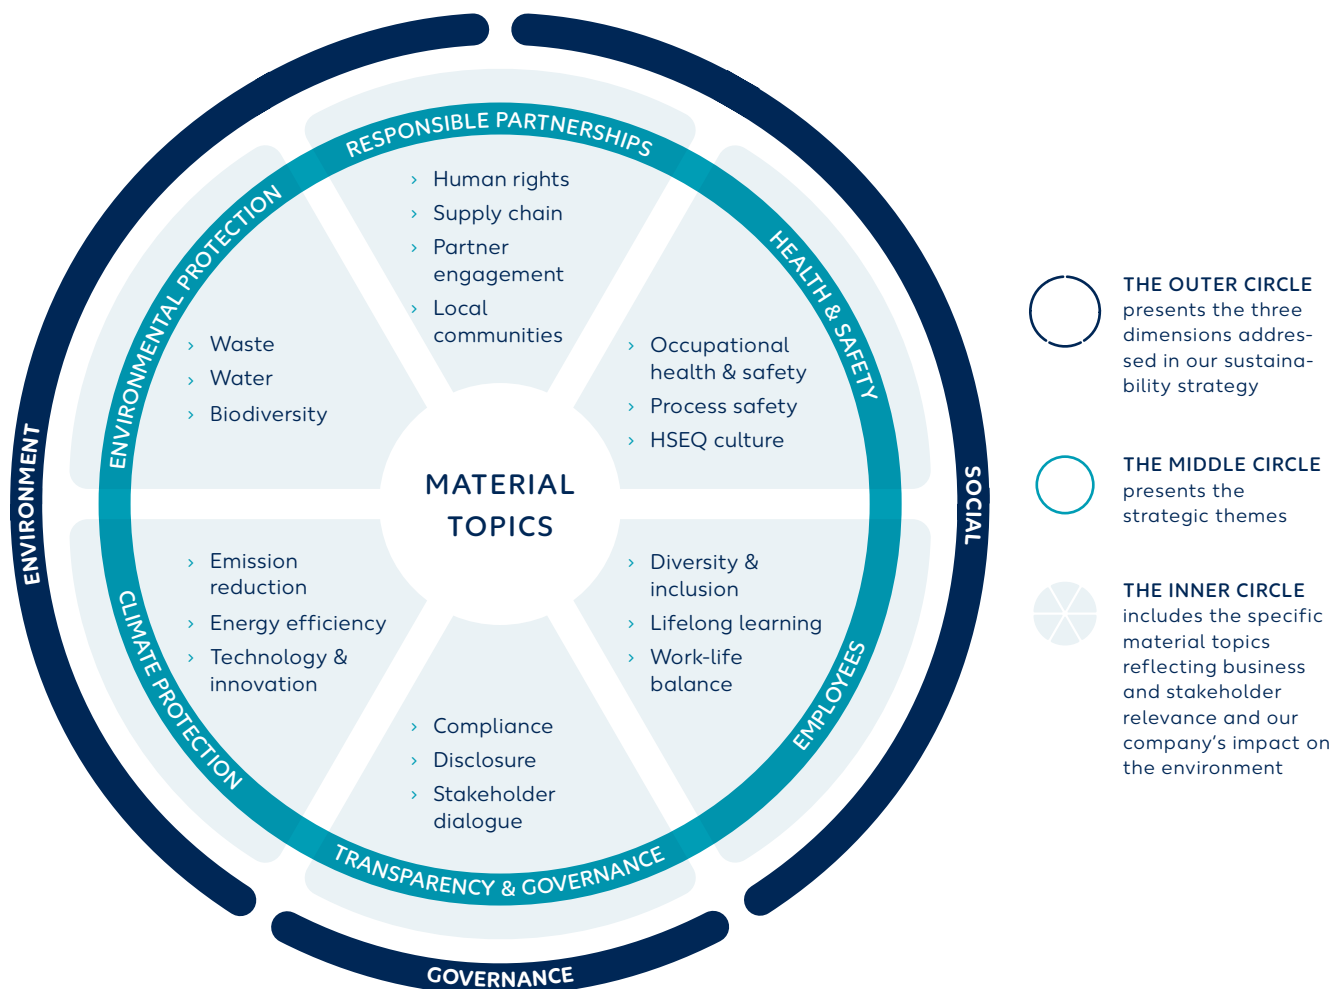 RESPONSIBLE PARTNERSHIPS
› Human rights
› Supply chain
› Partner
engagement
› Local
communities
HEALTH & SAFETY
› Occupational
health & safety
› Process safety
› HSEQ culture
EMPLOYEES
› Diversity &
inclusion
› Lifelong learning
› Work-life
balance
TRANSPARENCY & GOVERNANCE
› Compliance
› Disclosure
› Stakeholder
dialogue
CLIMATE PROTECTION
› Emission
reduction
› Energy efficiency
› Technology &
innovation
ENVIRONMENTAL PROTECTION
› Waste
› Water
› Biodiversity
MATERIAL
TOPICS
ENVIRONMENT
SOCIAL
GOVERNANCE
THE OUTER CIRCLE
presents the three
dimensions addres-
sed in our sustaina-
bility strategy
THE MIDDLE CIRCLE
presents the
strategic themes
THE INNER CIRCLE
includes the specific
material topics
reflecting business
and stakeholder
relevance and our
company's impact on
the environment